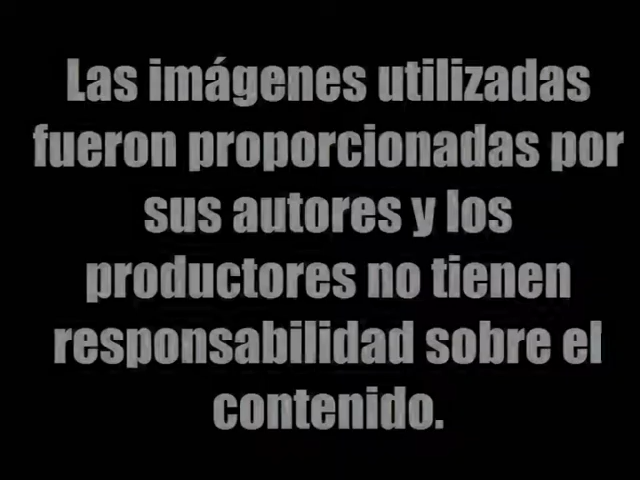 Las imágenes utilizadas
fueron proporcionadas por
sus autores y los
productores no tienen
responsabilidad sobre el
contenido.